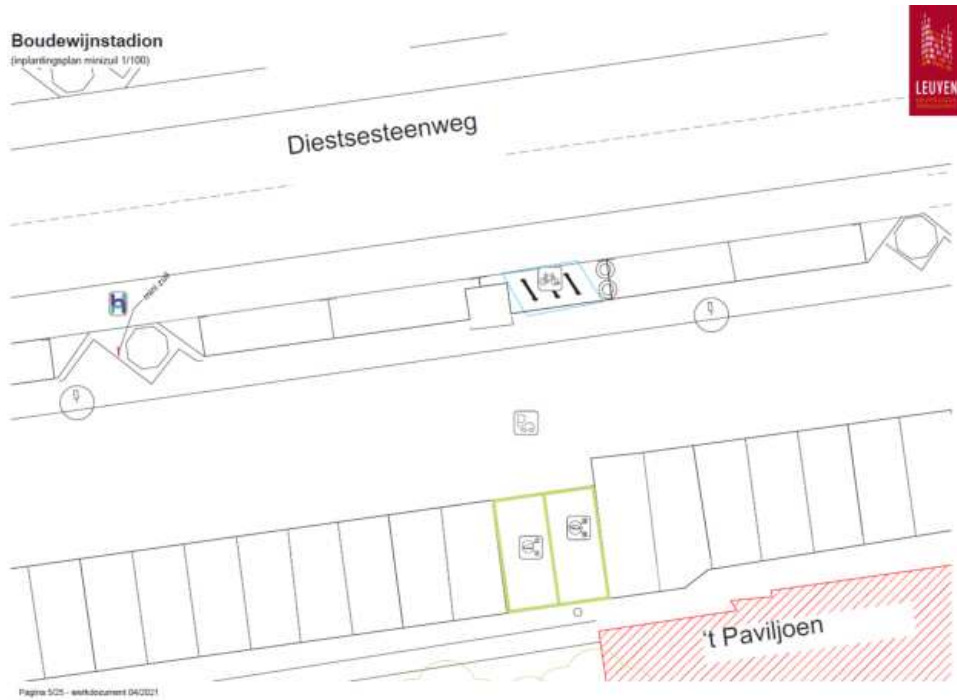 Boudewijnstadion
(inplantingsplan minizuil 1/100)
LEUVEN
Diestsesteenweg
mini zuil
't Paviljoen
Pagina 5/25 - werkdocument 04/2021